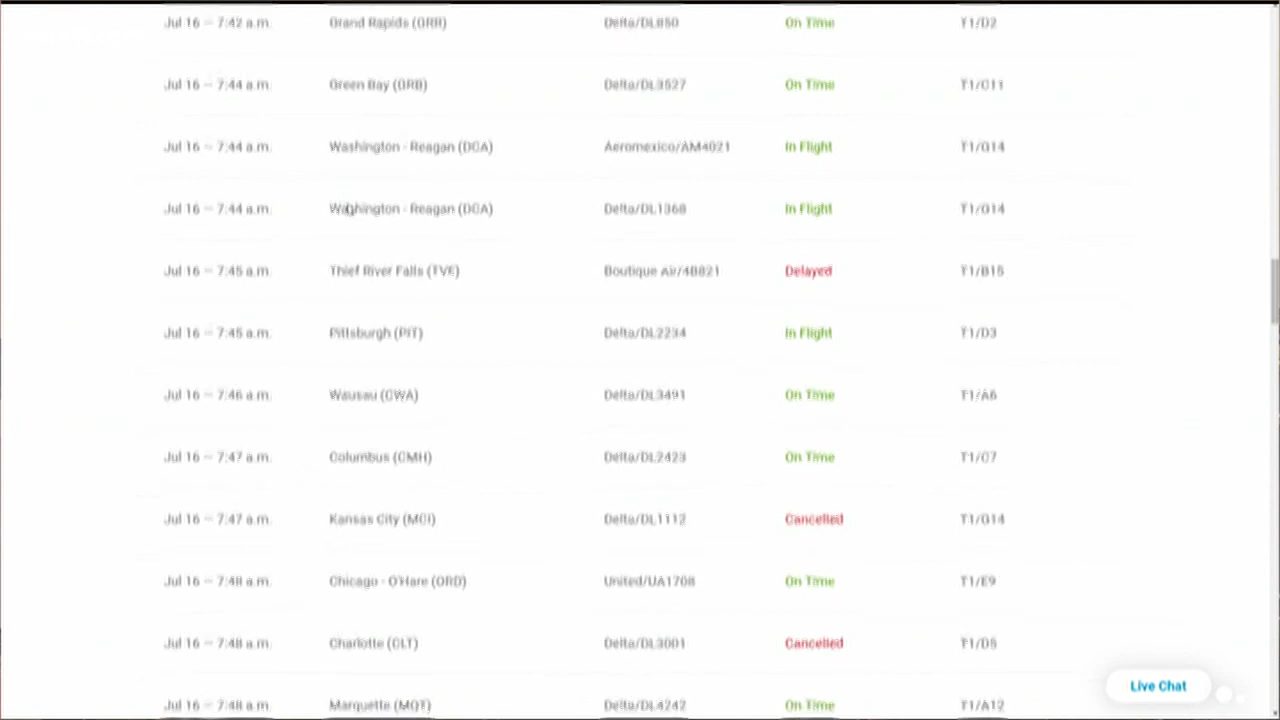 Jul 16 – 7:42 a.m. Grand Rapids (GRR) Delta/DL850 On Time T1/D2
Jul 16 – 7:44 a.m. Green Bay (GRB) Delta/DL3527 On Time T1/C11
Jul 16 – 7:44 a.m. Washington - Reagan (DCA) Aeromexico/AM4021 In Flight T1/G14
Jul 16 – 7:44 a.m. Washington - Reagan (DCA) Delta/DL1368 In Flight T1/G14
Jul 16 – 7:45 a.m. Thief River Falls (TVF) Boutique Air/4B821 Delayed T1/B15
Jul 16 – 7:45 a.m. Pittsburgh (PIT) Delta/DL2234 In Flight T1/D3
Jul 16 – 7:46 a.m. Wausau (CWA) Delta/DL3491 On Time T1/A6
Jul 16 – 7:47 a.m. Columbus (CMH) Delta/DL2423 On Time T1/C7
Jul 16 – 7:47 a.m. Kansas City (MCI) Delta/DL1112 Cancelled T1/G14
Jul 16 – 7:48 a.m. Chicago - O'Hare (ORD) United/UA1708 On Time T1/E9
Jul 16 – 7:48 a.m. Charlotte (CLT) Delta/DL3001 Cancelled T1/D5
Jul 16 – 7:48 a.m. Marquette (MQT) Delta/DL4242 On Time T1/A12
Live Chat